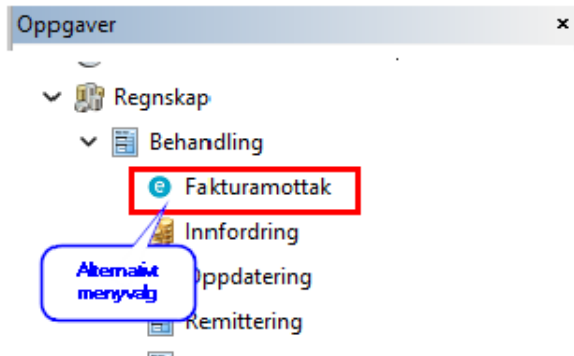 Oppgaver
Regnskap
Behandling
e Fakturamottak
Innfordring
Alternativt
menyvalg
Oppdatering
Remittering